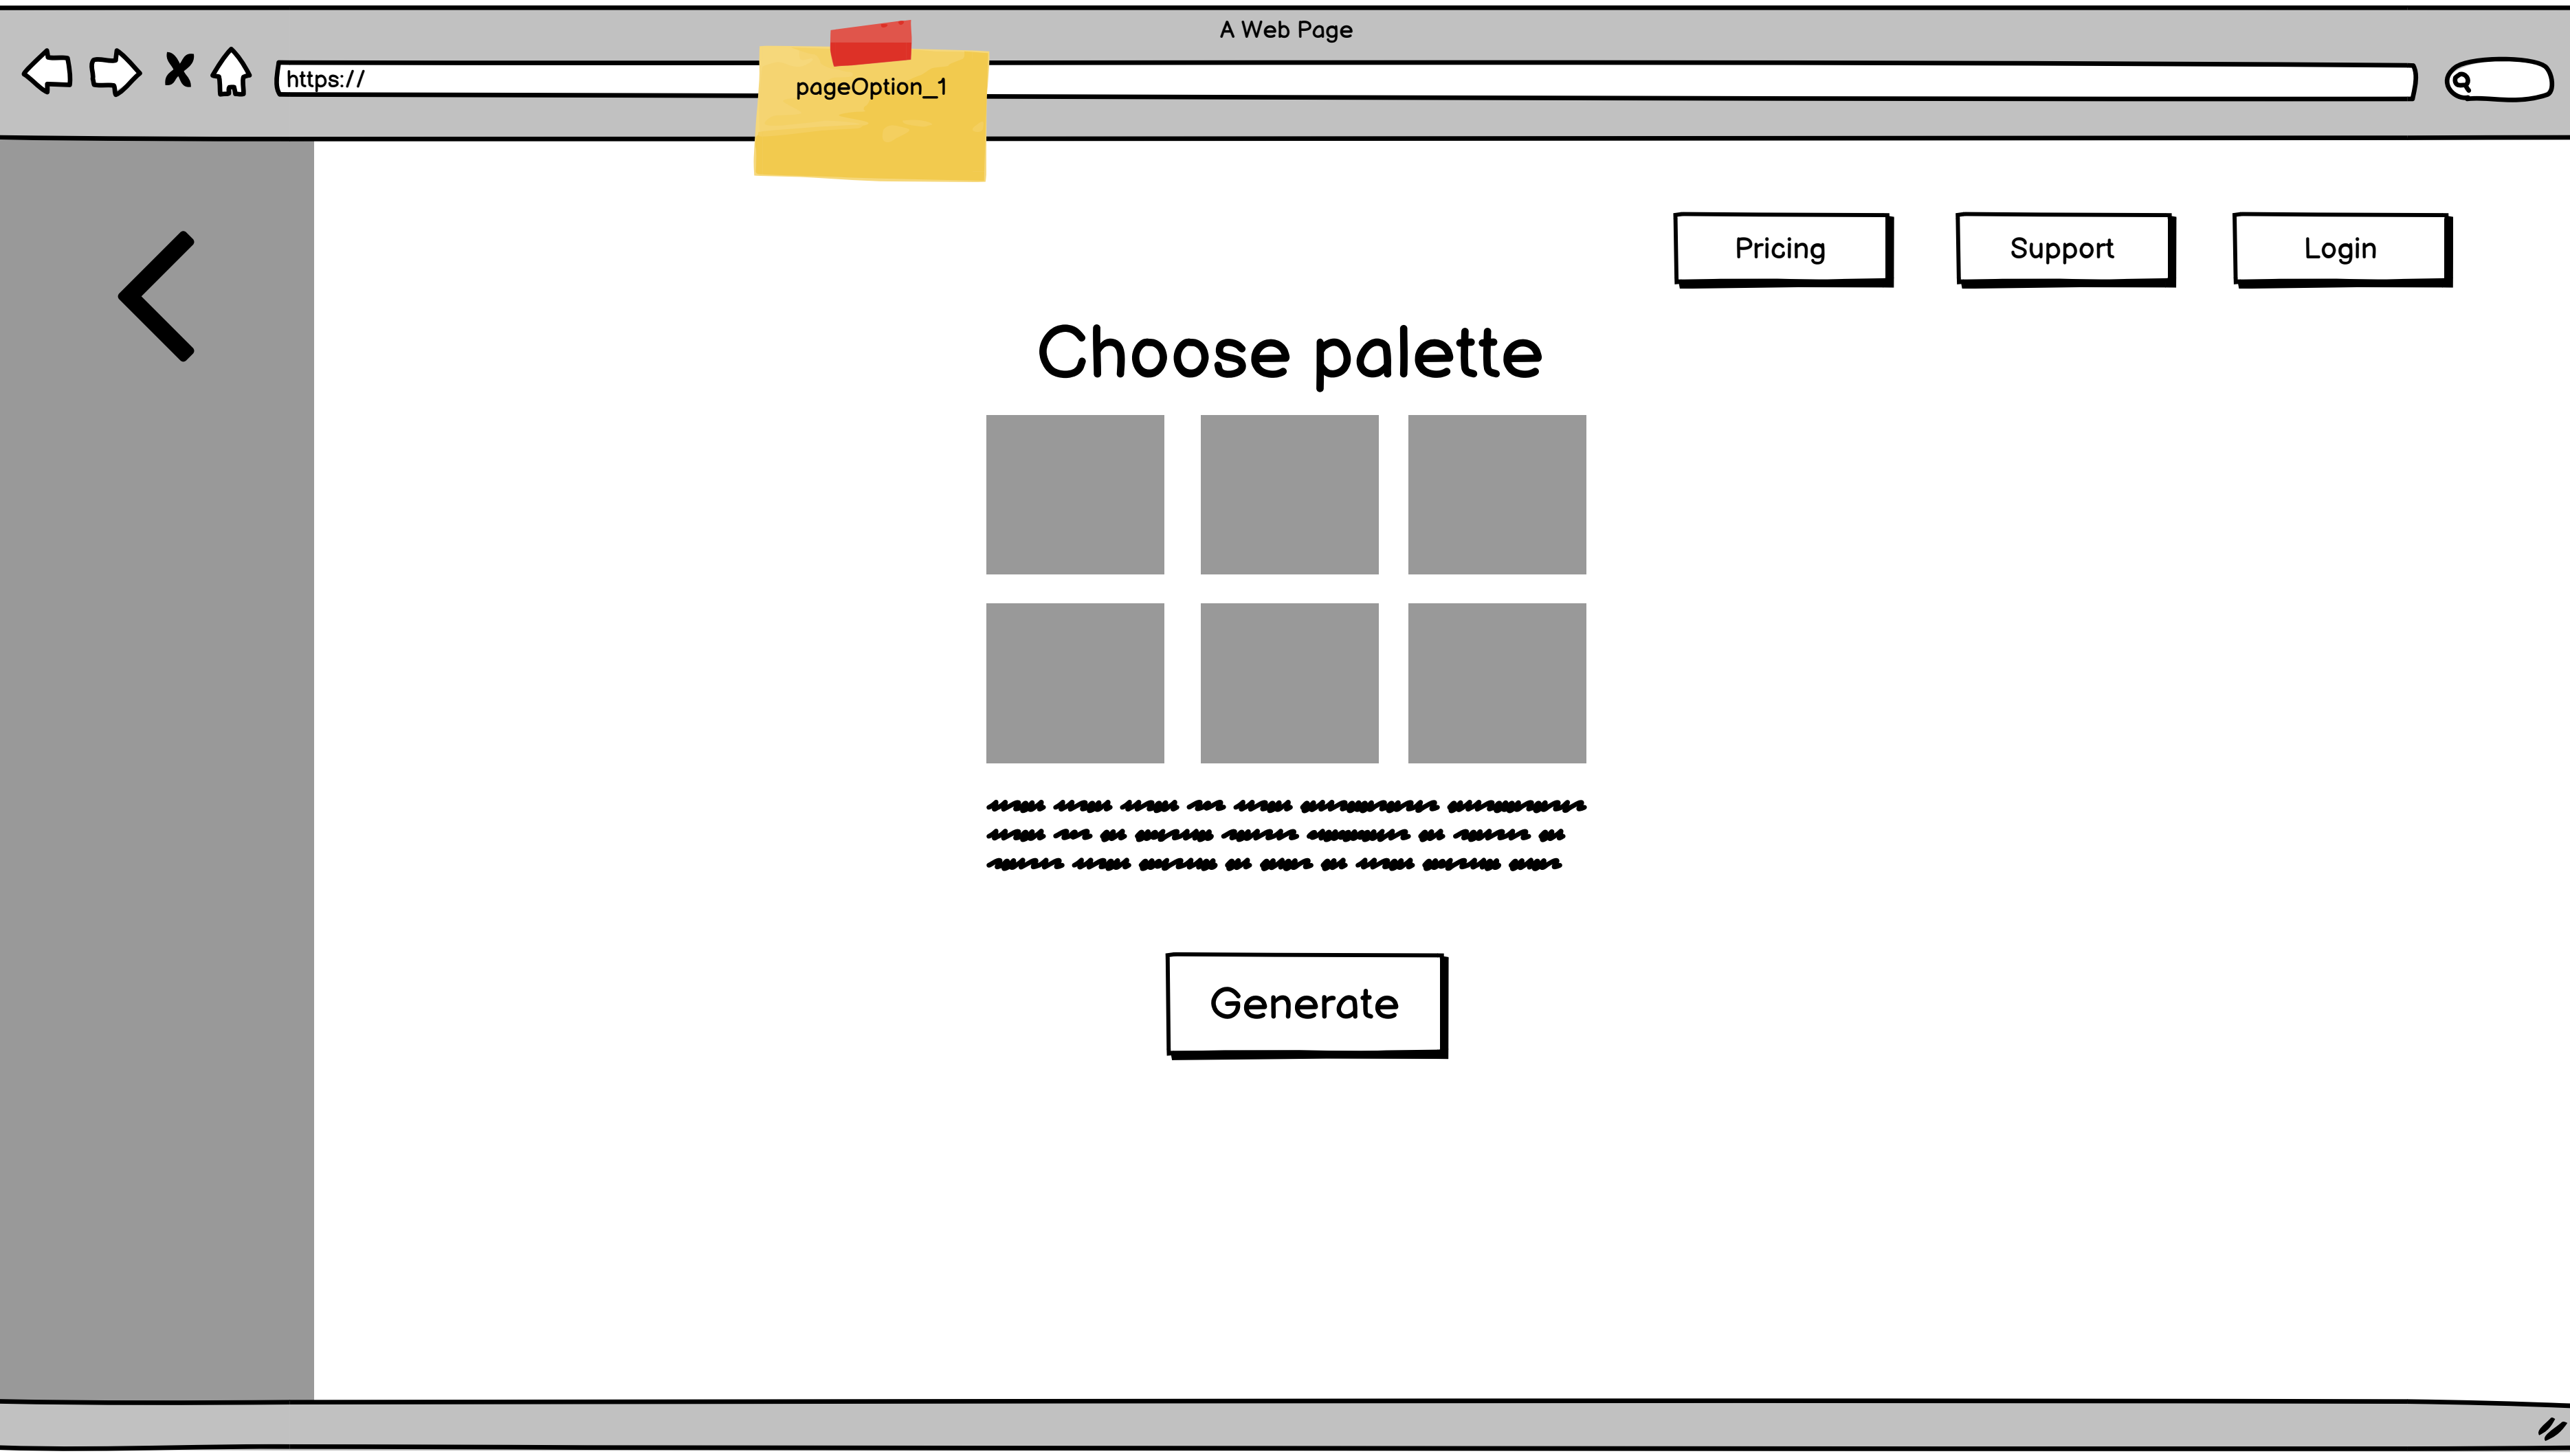 A Web Page
https://
pageOption_1
Pricing
Support
Login
Choose palette
Generate